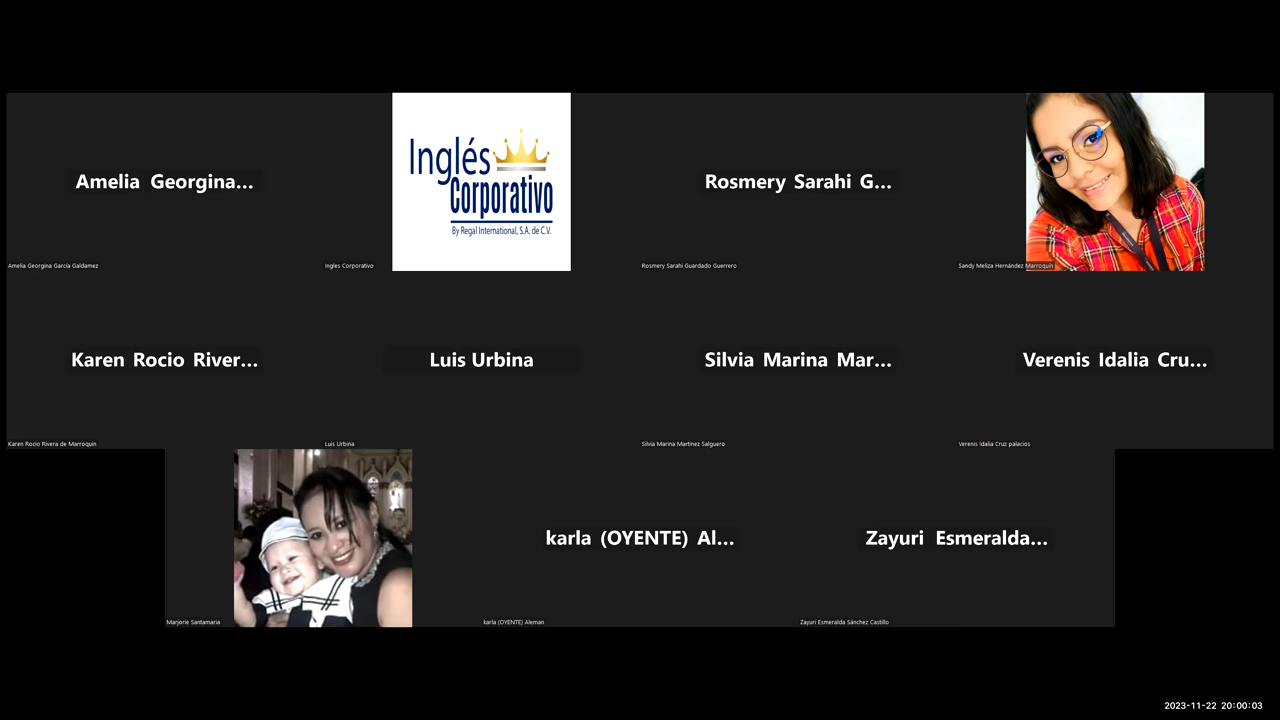 Amelia Georgina...
Inglés
Corporativo
By Regal International, S.A. de C.V.
Rosmery Sarahi G...
Amelia Georgina García Galdamez
Ingles Corporativo
Rosmery Sarahi Guardado Guerrero
Sandy Meliza Hernández Marroquín
Karen Rocio River...
Luis Urbina
Silvia Marina Mar...
Verenis Idalia Cru...
Karen Rocio Rivera de Marroquin
Luis Urbina
Silvia Marina Martinez Salguero
Verenis Idalia Cruz palacios
karla (OYENTE) Al...
Zayuri Esmeralda...
Marjorie Santamaria
karla (OYENTE) Aleman
Zayuri Esmeralda Sánchez Castillo
2023-11-22 20:00:03